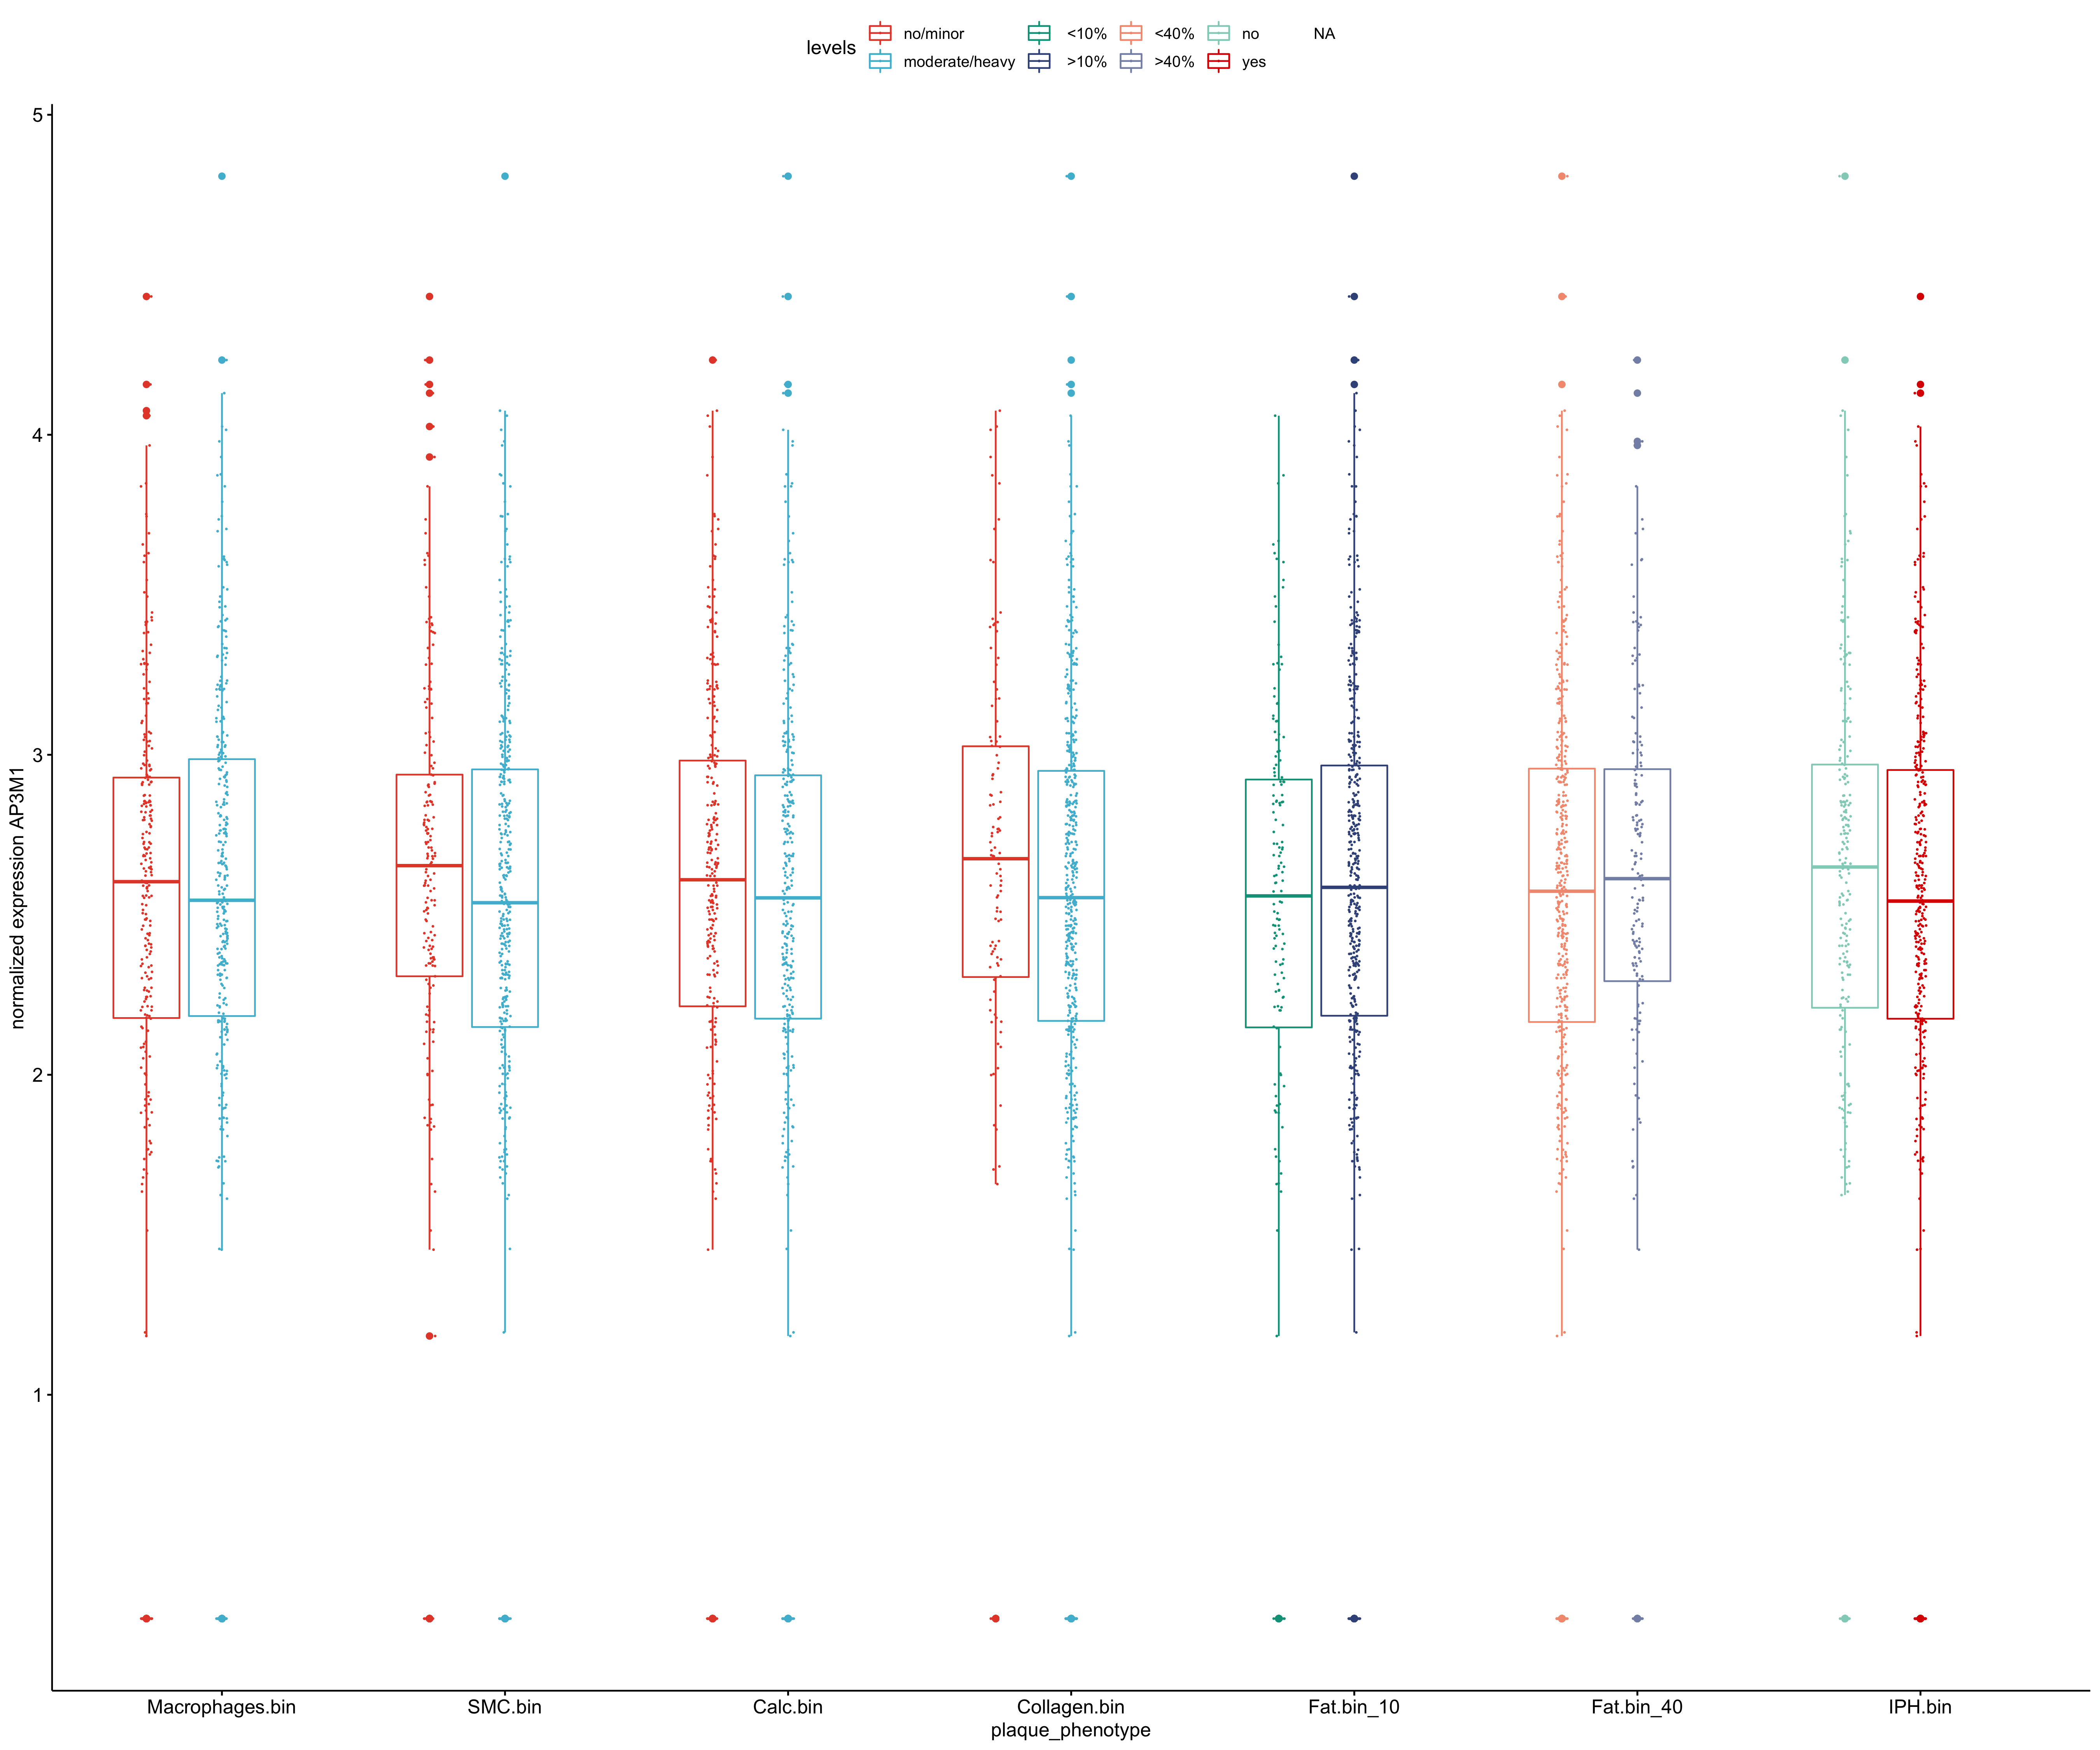 levels no/minor <10% <40% no NA
moderate/heavy >10% >40% yes
5
4
3
2
1
normalized expression AP3M1
Macrophages.bin SMC.bin Calc.bin Collagen.bin Fat.bin_10 Fat.bin_40 IPH.bin
plaque_phenotype